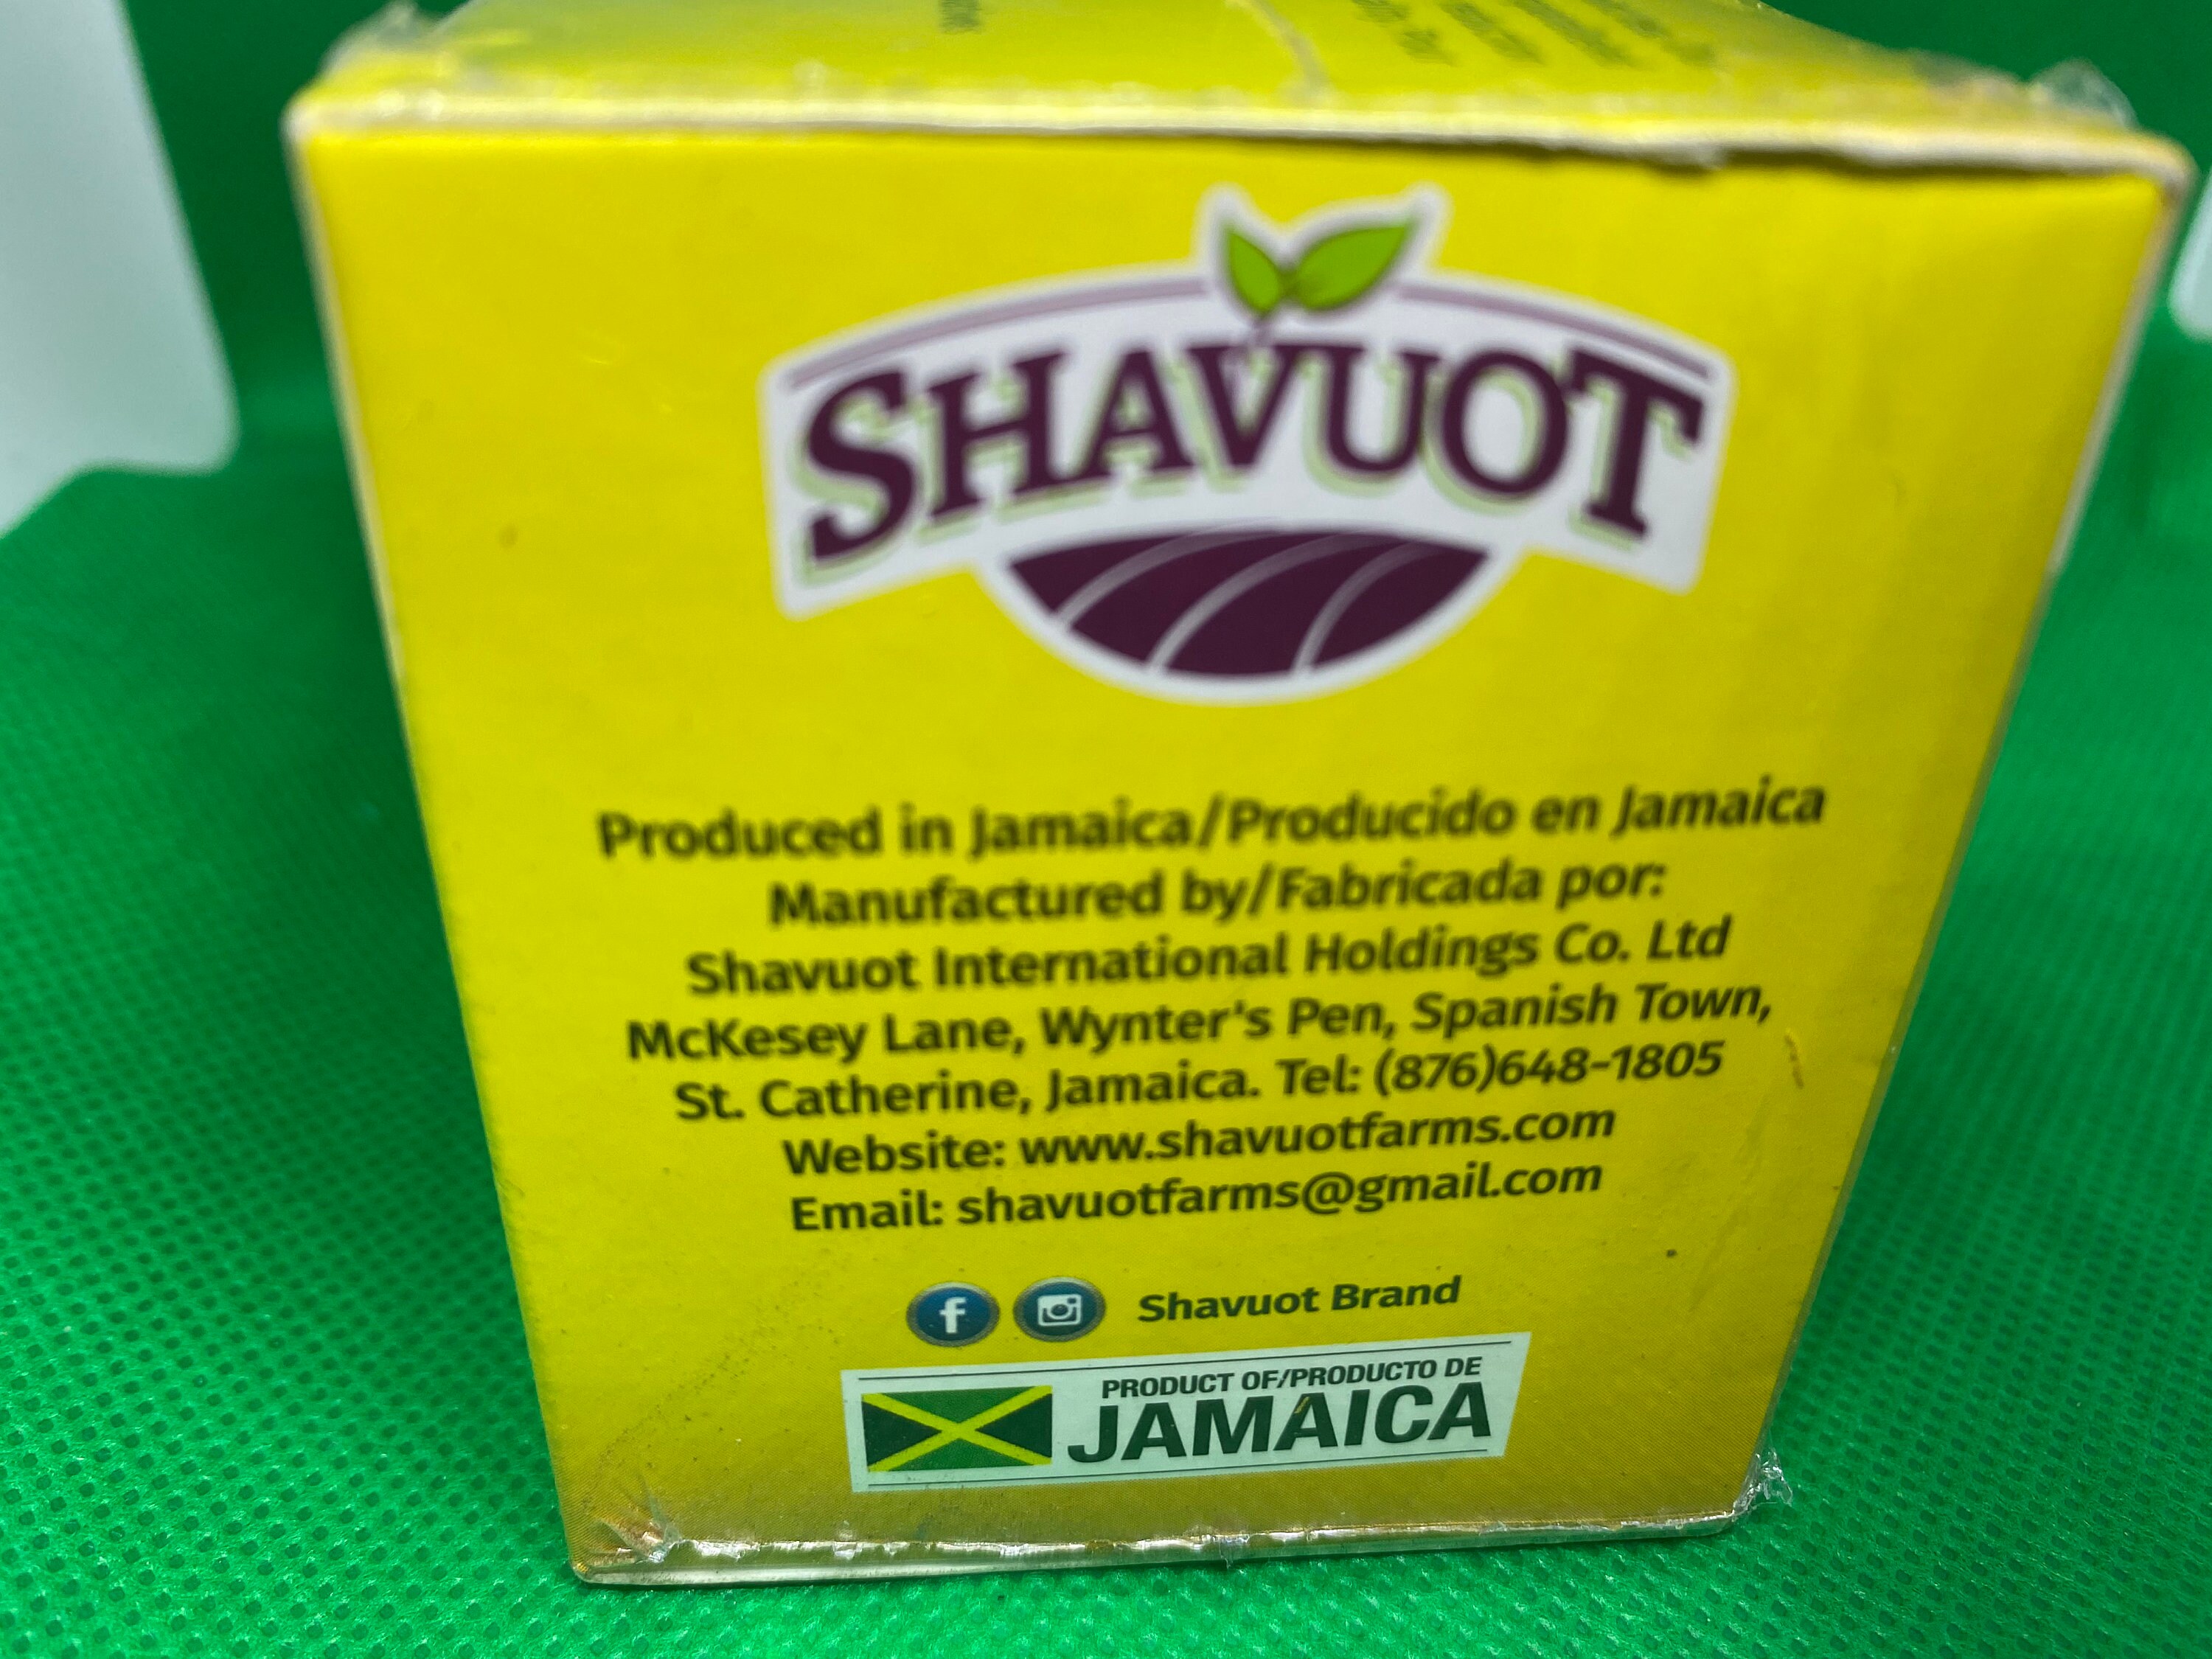 SHAVUOT
Produced in Jamaica/Producido en Jamaica
Manufactured by/Fabricada por:
Shavuot International Holdings Co. Ltd
McKesey Lane, Wynter's Pen, Spanish Town,
St. Catherine, Jamaica. Tel: (876)648-1805
Website: www.shavuotfarms.com
Email: shavuotfarms@gmail.com
f Shavuot Brand
PRODUCT OF/PRODUCTO DE
JAMAICA